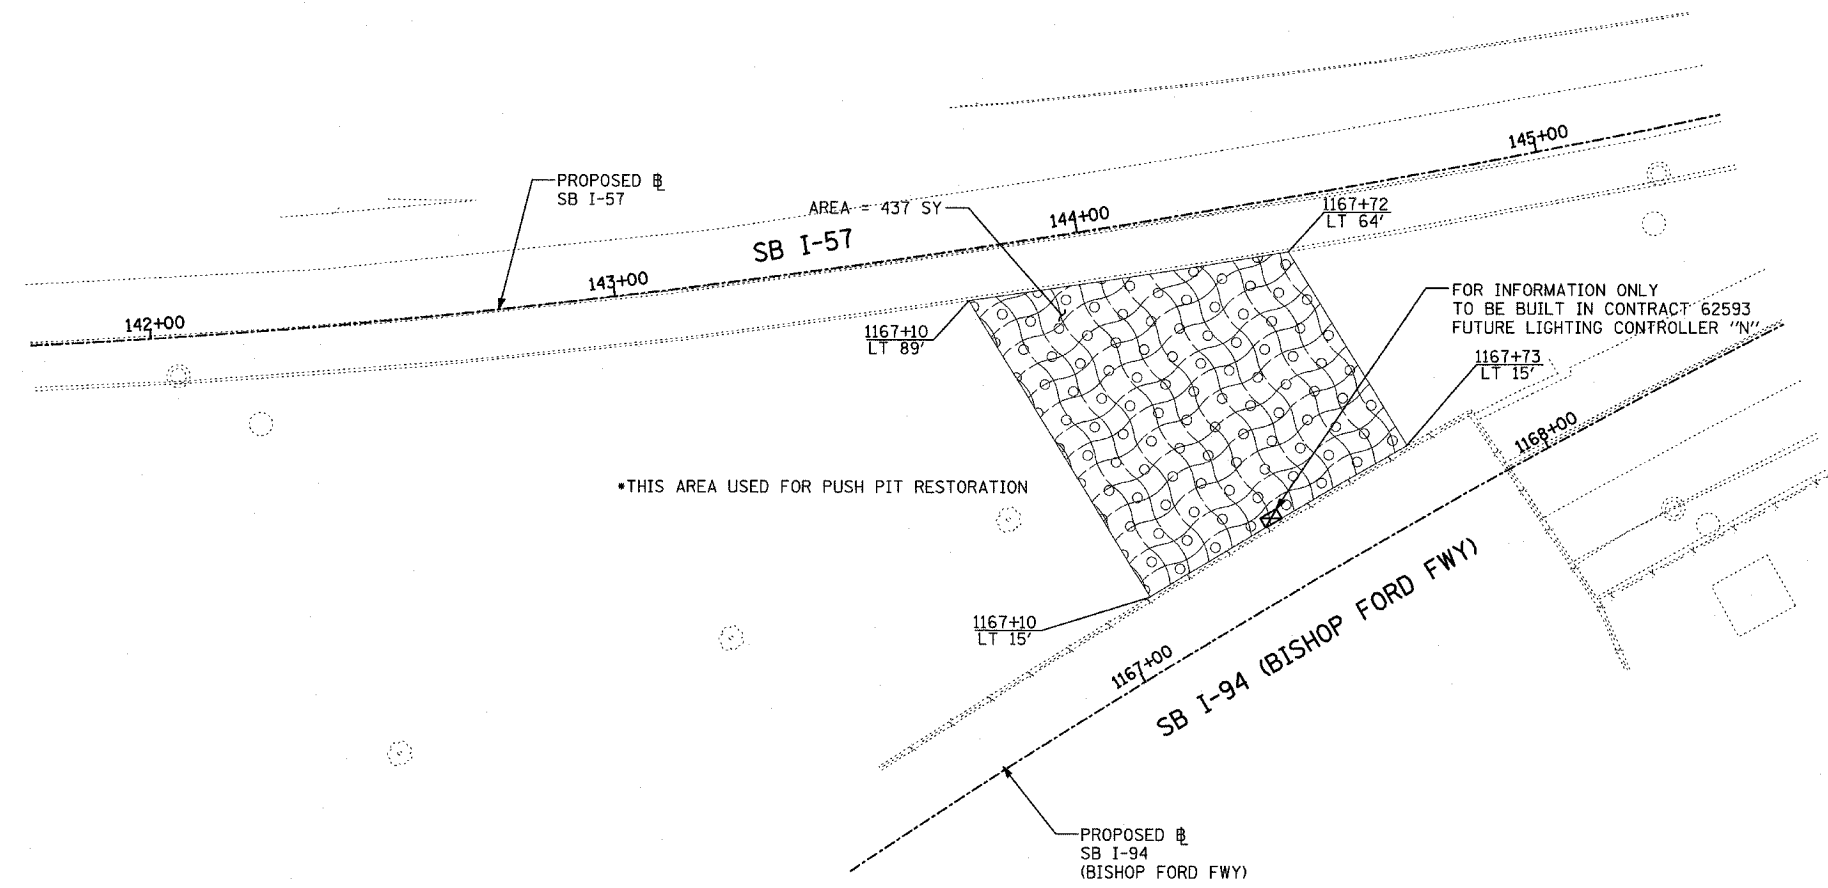 145+00
PROPOSED ⅊
SB I-57
AREA = 437 SY
144+00
1167+72
LT 64'
SB I-57
143+00
142+00
1167+10
LT 89'
FOR INFORMATION ONLY
TO BE BUILT IN CONTRACT 62593
FUTURE LIGHTING CONTROLLER "N"
1167+73
LT 15'
1168+00
*THIS AREA USED FOR PUSH PIT RESTORATION
1167+10
LT 15'
1167+00
SB I-94 (BISHOP FORD FWY)
PROPOSED ⅊
SB I-94
(BISHOP FORD FWY)